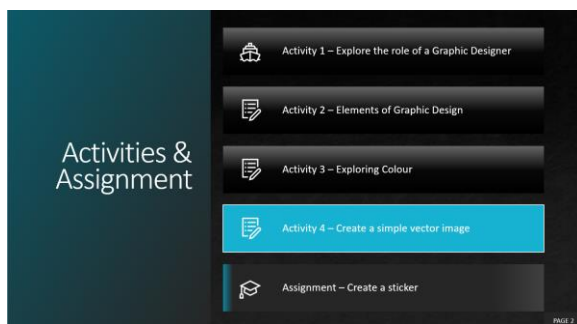 Activities &
Assignment
Activity 1 – Explore the role of a Graphic Designer
Activity 2 – Elements of Graphic Design
Activity 3 – Exploring Colour
Activity 4 – Create a simple vector image
Assignment – Create a sticker
PAGE 2